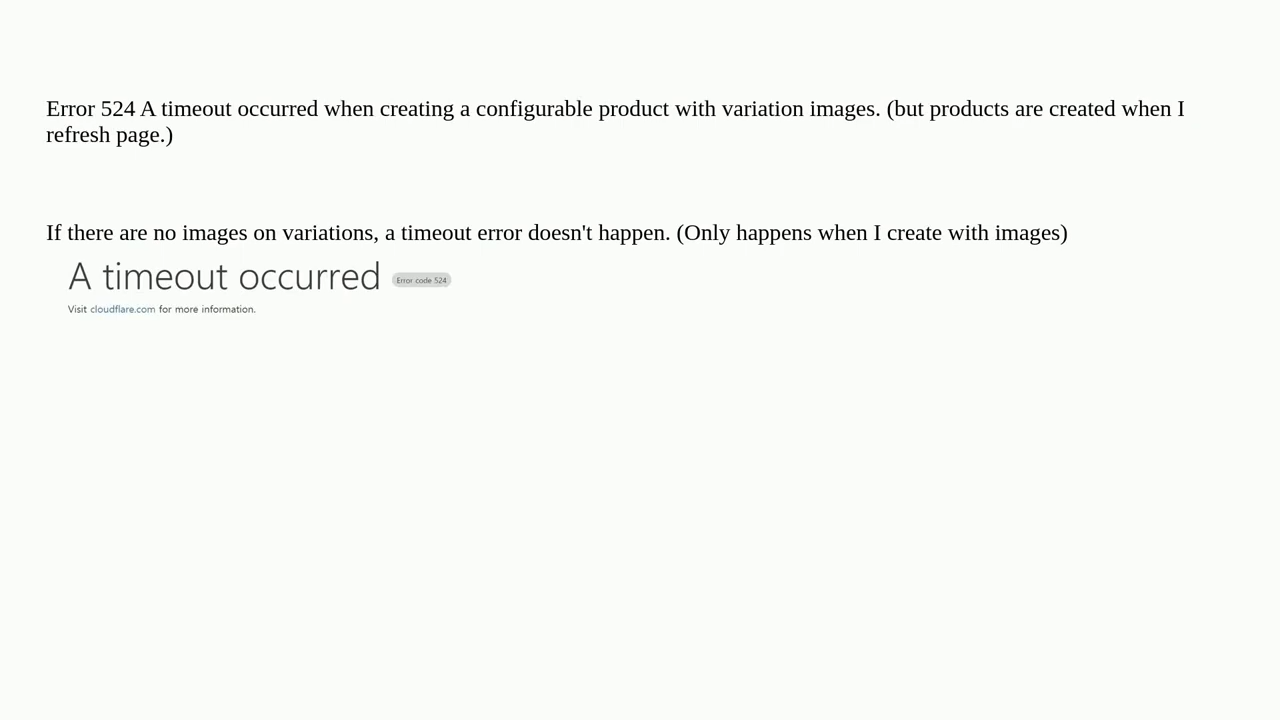 Error 524 A timeout occurred when creating a configurable product with variation images. (but products are created when I
refresh page.)
If there are no images on variations, a timeout error doesn't happen. (Only happens when I create with images)
A timeout occurred Error code 524
Visit cloudflare.com for more information.